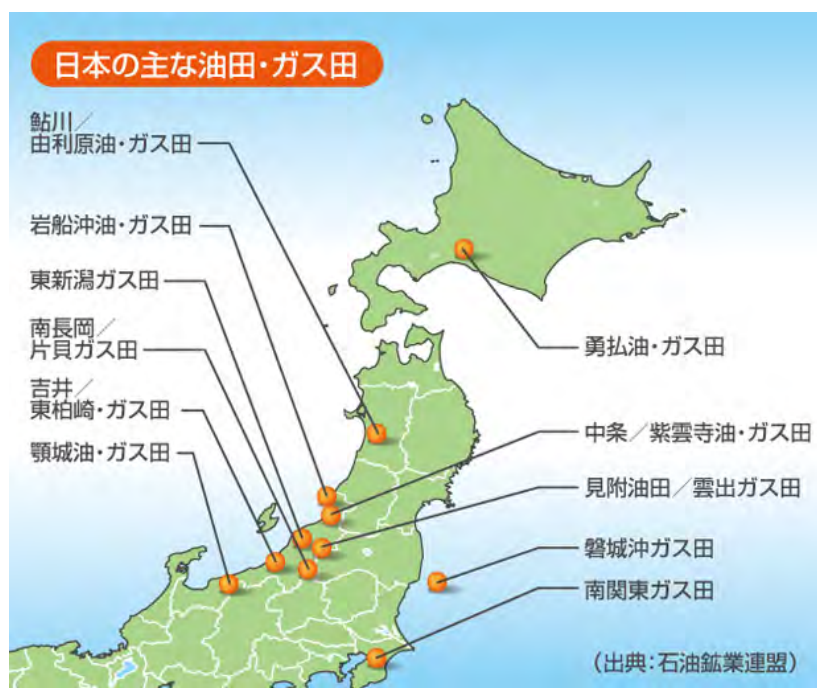 日本の主な油田・ガス田
鮎川／
由利原油・ガス田
岩船沖油・ガス田
東新潟ガス田
南長岡／
片貝ガス田
吉井／
東柏崎・ガス田
顎城油・ガス田
勇払油・ガス田
中条／紫雲寺油・ガス田
見附油田／雲出ガス田
磐城沖ガス田
南関東ガス田
（出典：石油鉱業連盟）